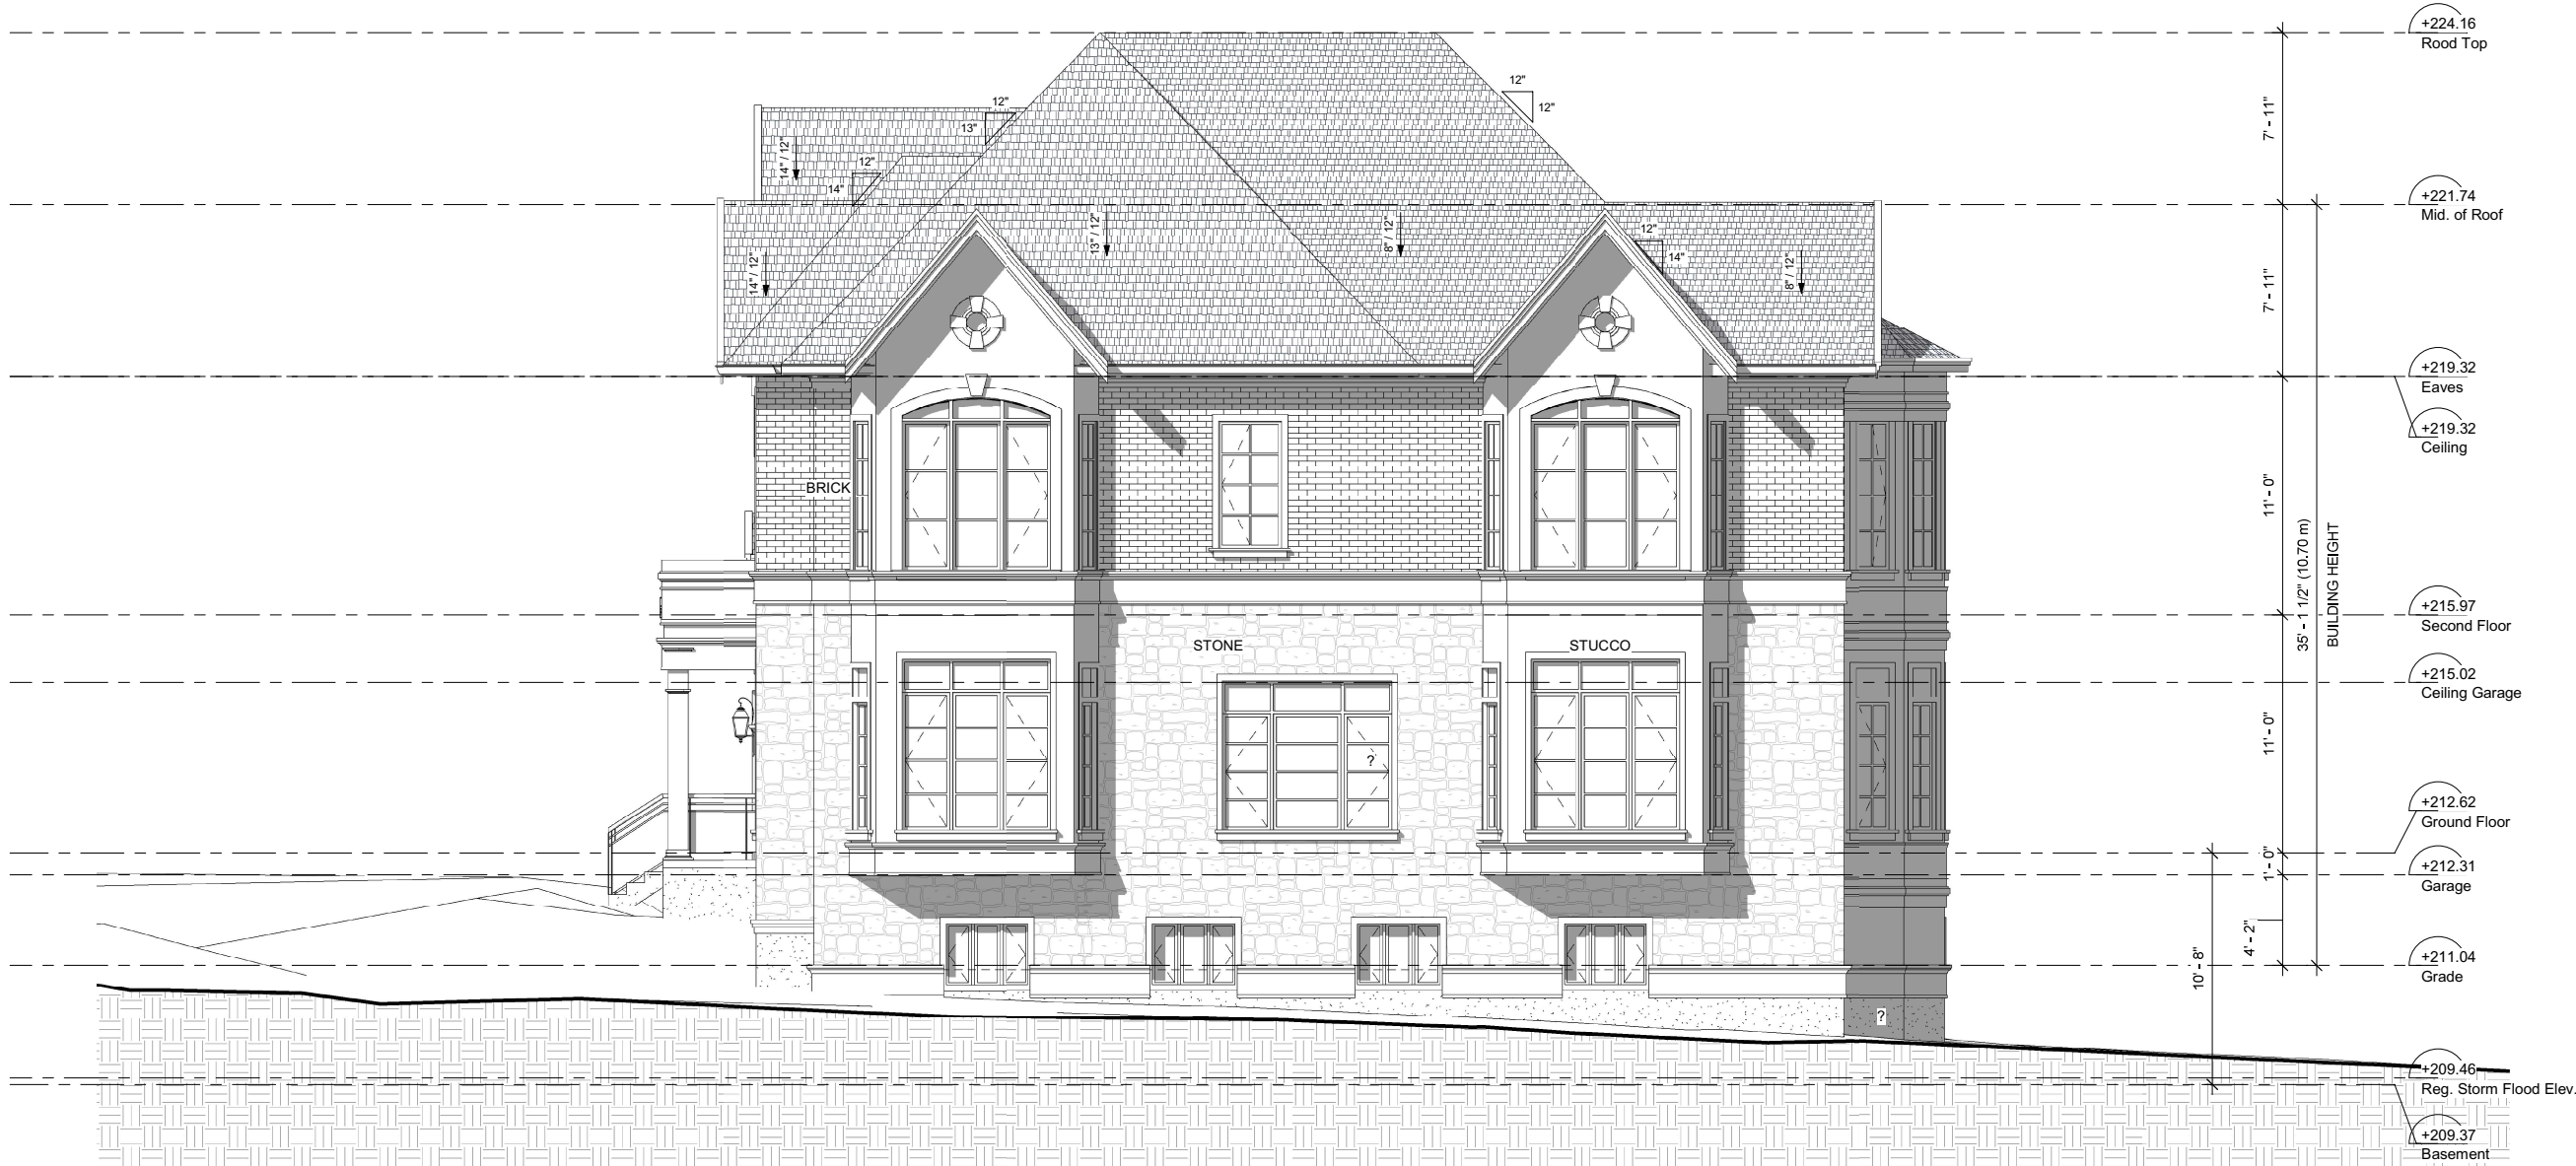 +224.16
Rood Top
7' - 11"
12"
12"
12"
13"
14" / 12"
12"
14"
+221.74
Mid. of Roof
13" / 12"
8" / 12"
12"
14"
8" / 12"
14" / 12"
7' - 11"
+219.32
Eaves
+219.32
Ceiling
BRICK
11' - 0"
35' - 1 1/2" (10.70 m)
BUILDING HEIGHT
+215.97
Second Floor
STONE
STUCCO
+215.02
Ceiling Garage
11' - 0"
?
+212.62
Ground Floor
1' - 0"
+212.31
Garage
4' - 2"
10' - 8"
+211.04
Grade
?
+209.46
Reg. Storm Flood Elev.
+209.37
Basement